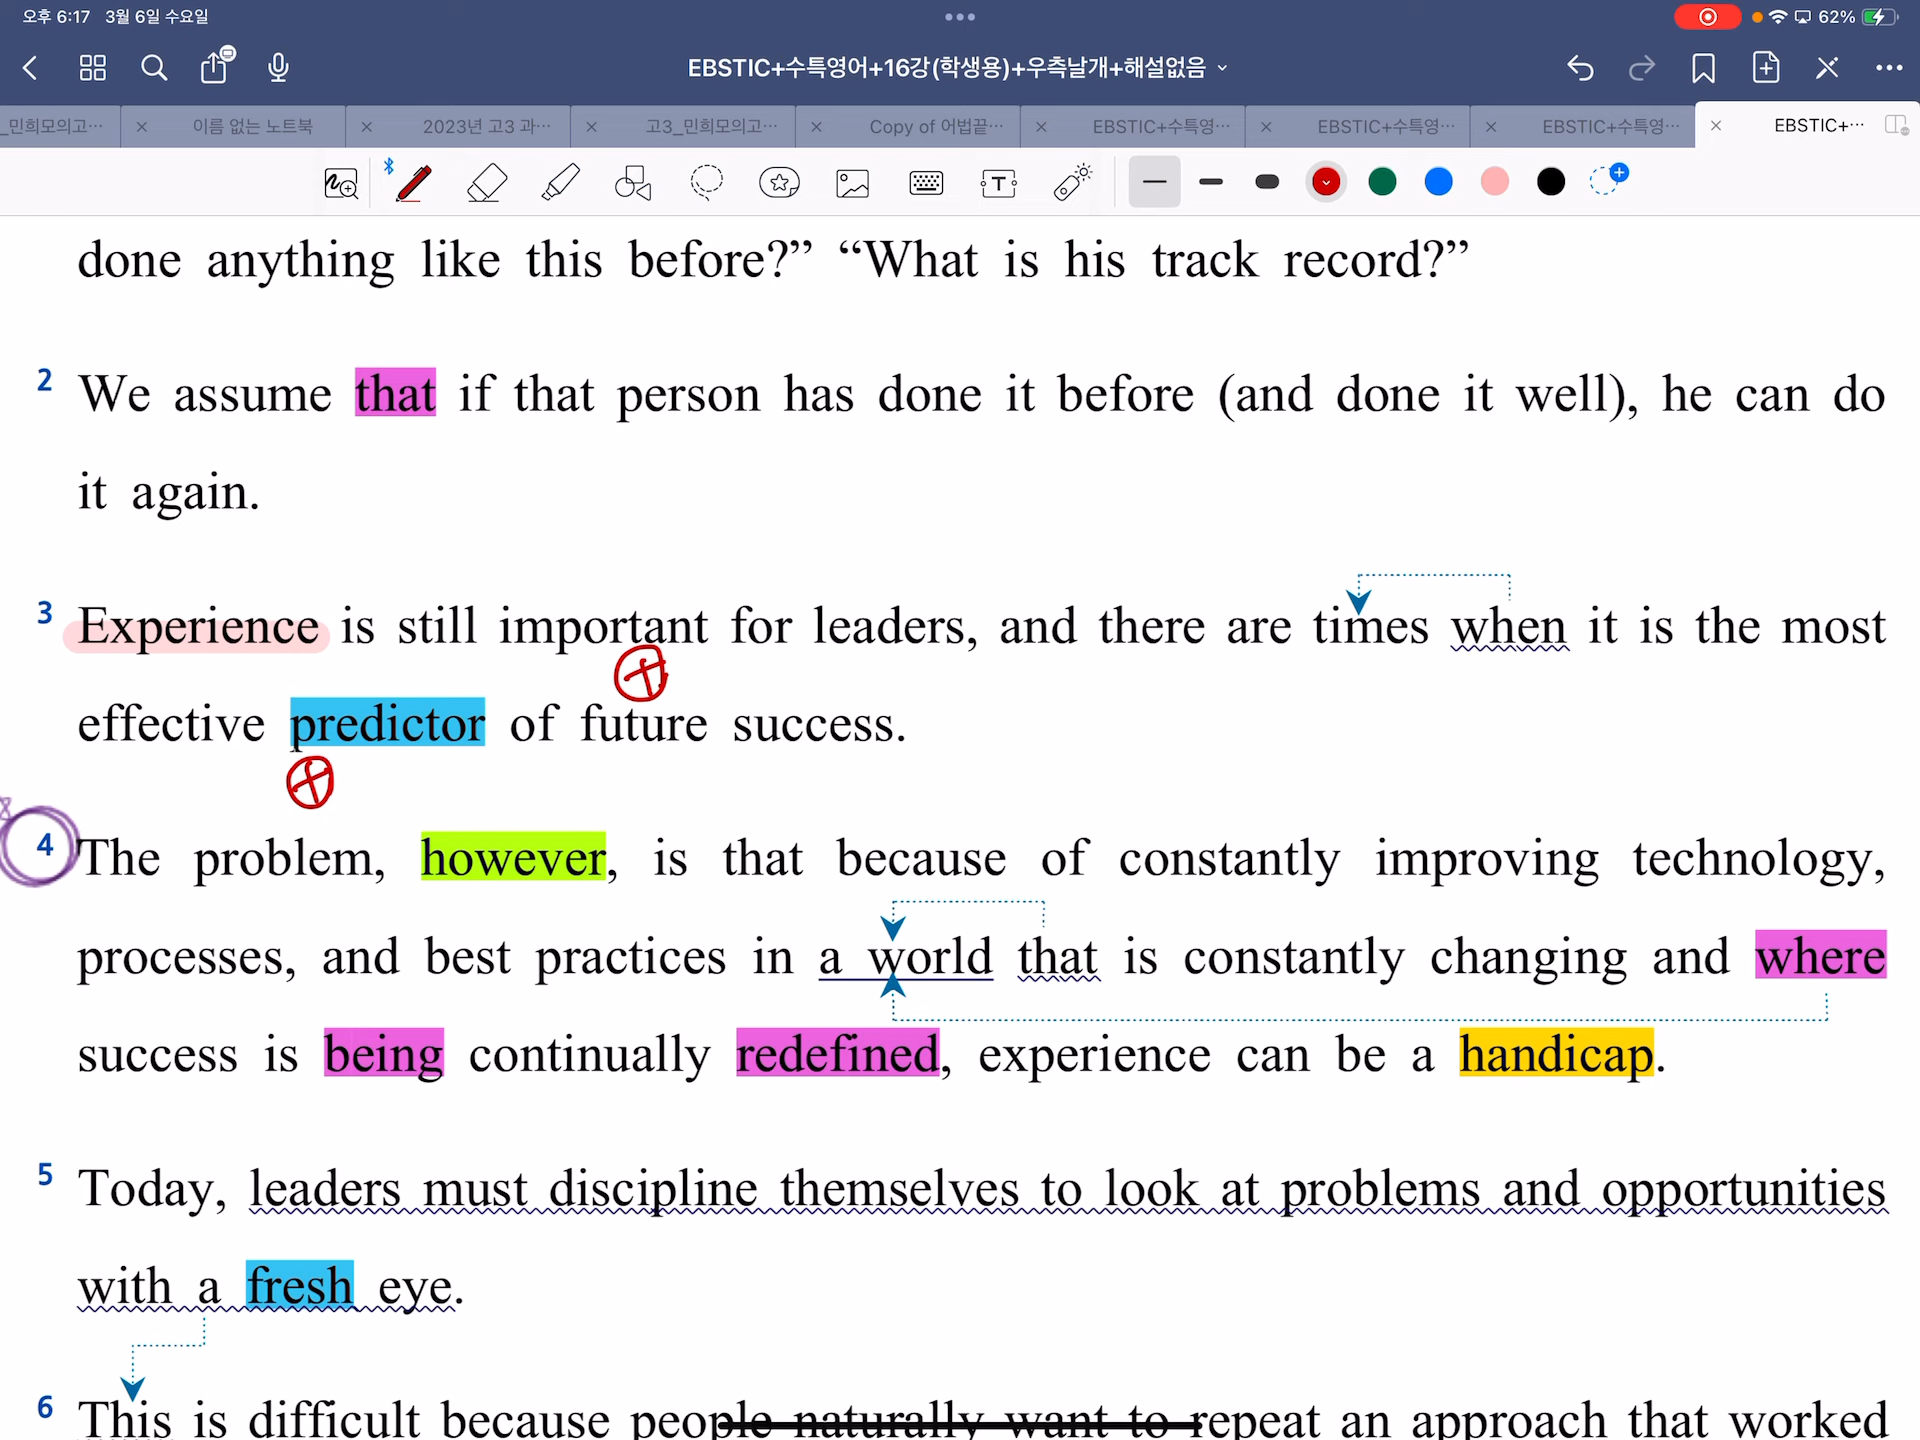 오후 6:17 3월 6일 수요일
62%
EBSTIC+수특영어+16강(학생용)+우측날개+해설없음
_민희모의고…
이름 없는 노트북
2023년 고3 과…
고3_민희모의고…
Copy of 어법끝…
EBSTIC+수특영…
EBSTIC+수특영…
EBSTIC+수특영…
EBSTIC+…
done anything like this before?” “What is his track record?”
2 We assume that if that person has done it before (and done it well), he can do
it again.
3 Experience is still important for leaders, and there are times when it is the most
effective predictor of future success.
4 The problem, however, is that because of constantly improving technology,
processes, and best practices in a world that is constantly changing and where
success is being continually redefined, experience can be a handicap.
5 Today, leaders must discipline themselves to look at problems and opportunities
with a fresh eye.
6 This is difficult because people naturally want to repeat an approach that worked